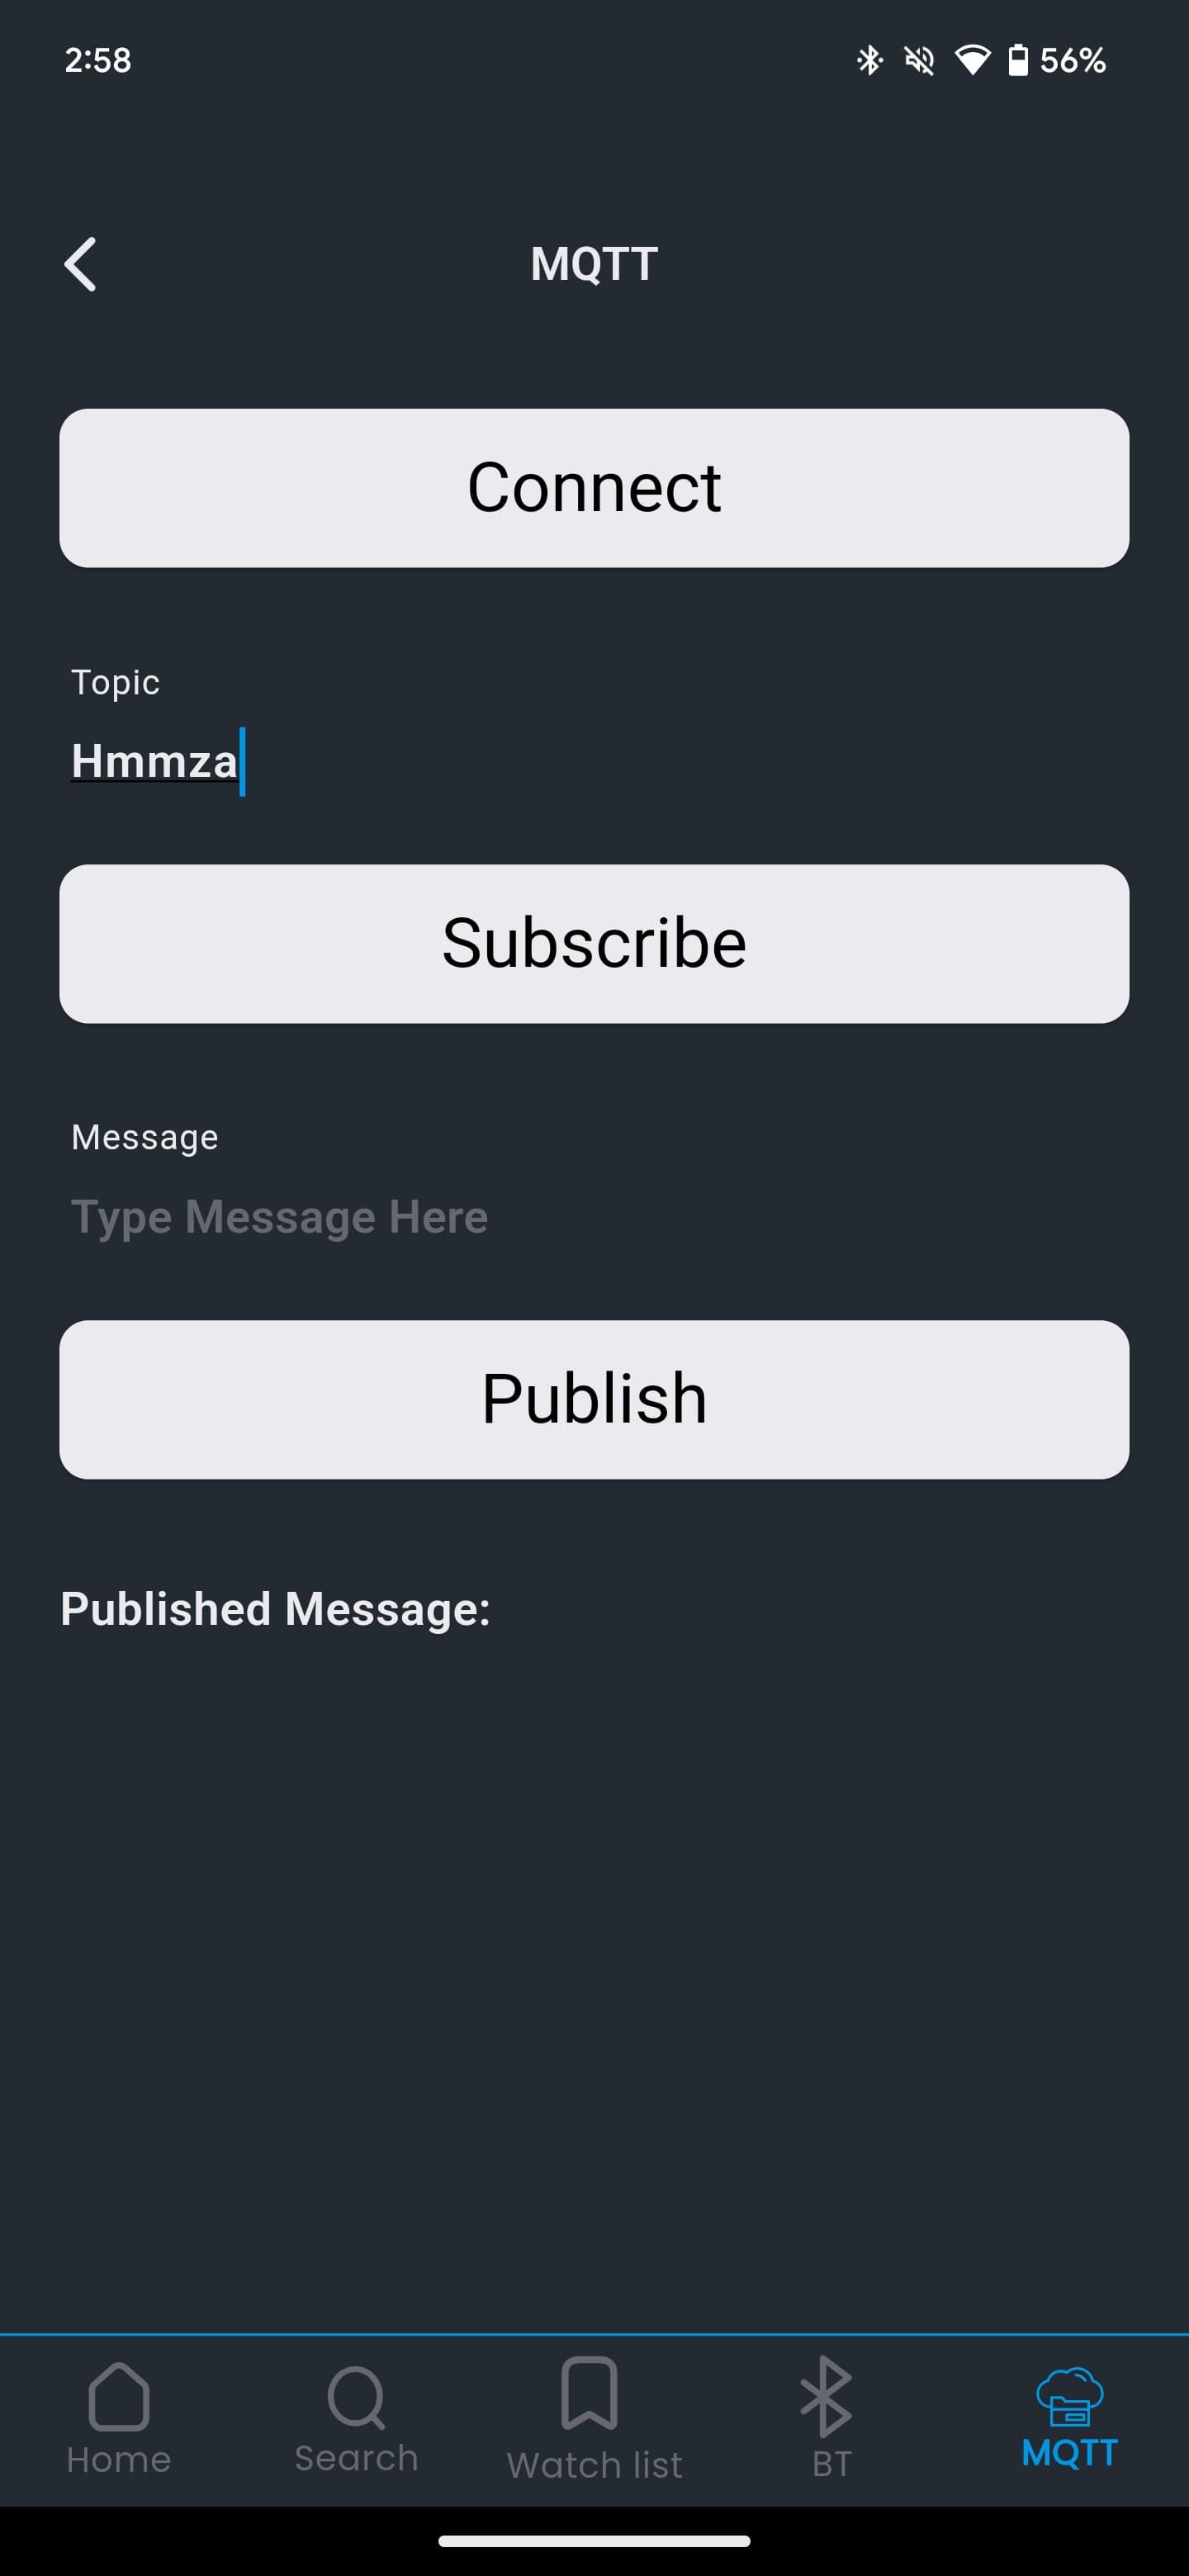 2:58 56%
MQTT
Connect
Topic
Hmmza
Subscribe
Message
Type Message Here
Publish
Published Message:
Home Search Watch list BT MQTT